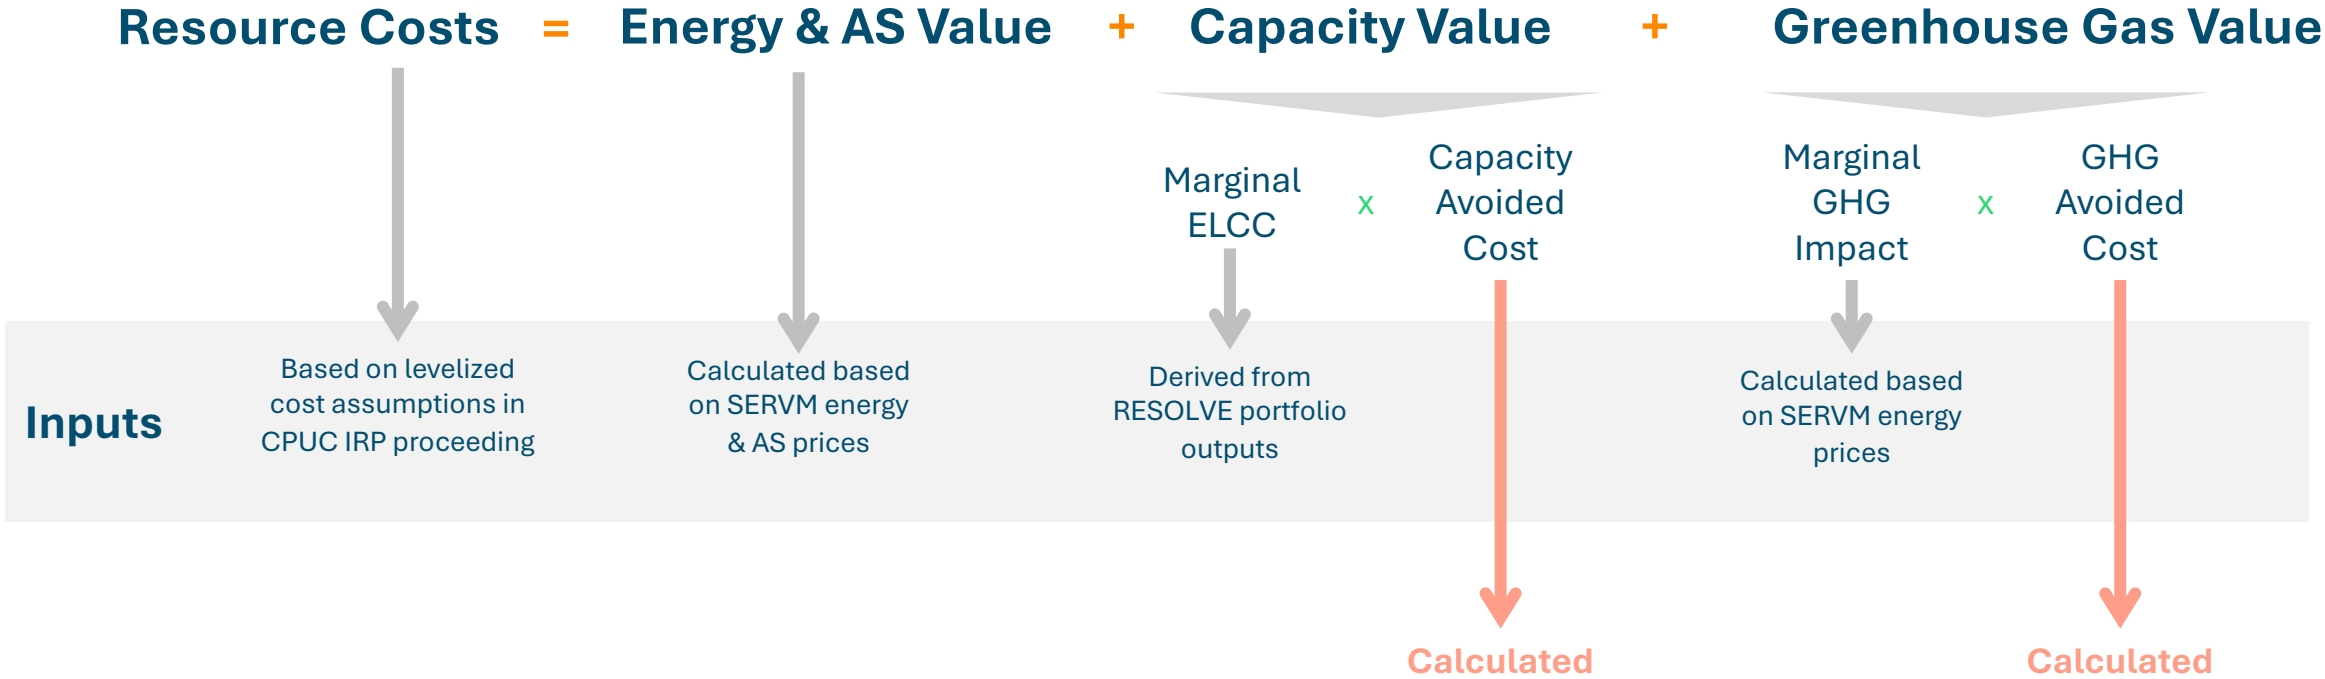 Resource Costs = Energy & AS Value + Capacity Value + Greenhouse Gas Value
Marginal
ELCC
x
Capacity
Avoided
Cost
Marginal
GHG
Impact
x
GHG
Avoided
Cost
Inputs
Based on levelized
cost assumptions in
CPUC IRP proceeding
Calculated based
on SERVM energy
& AS prices
Derived from
RESOLVE portfolio
outputs
Calculated based
on SERVM energy
prices
Calculated
Calculated